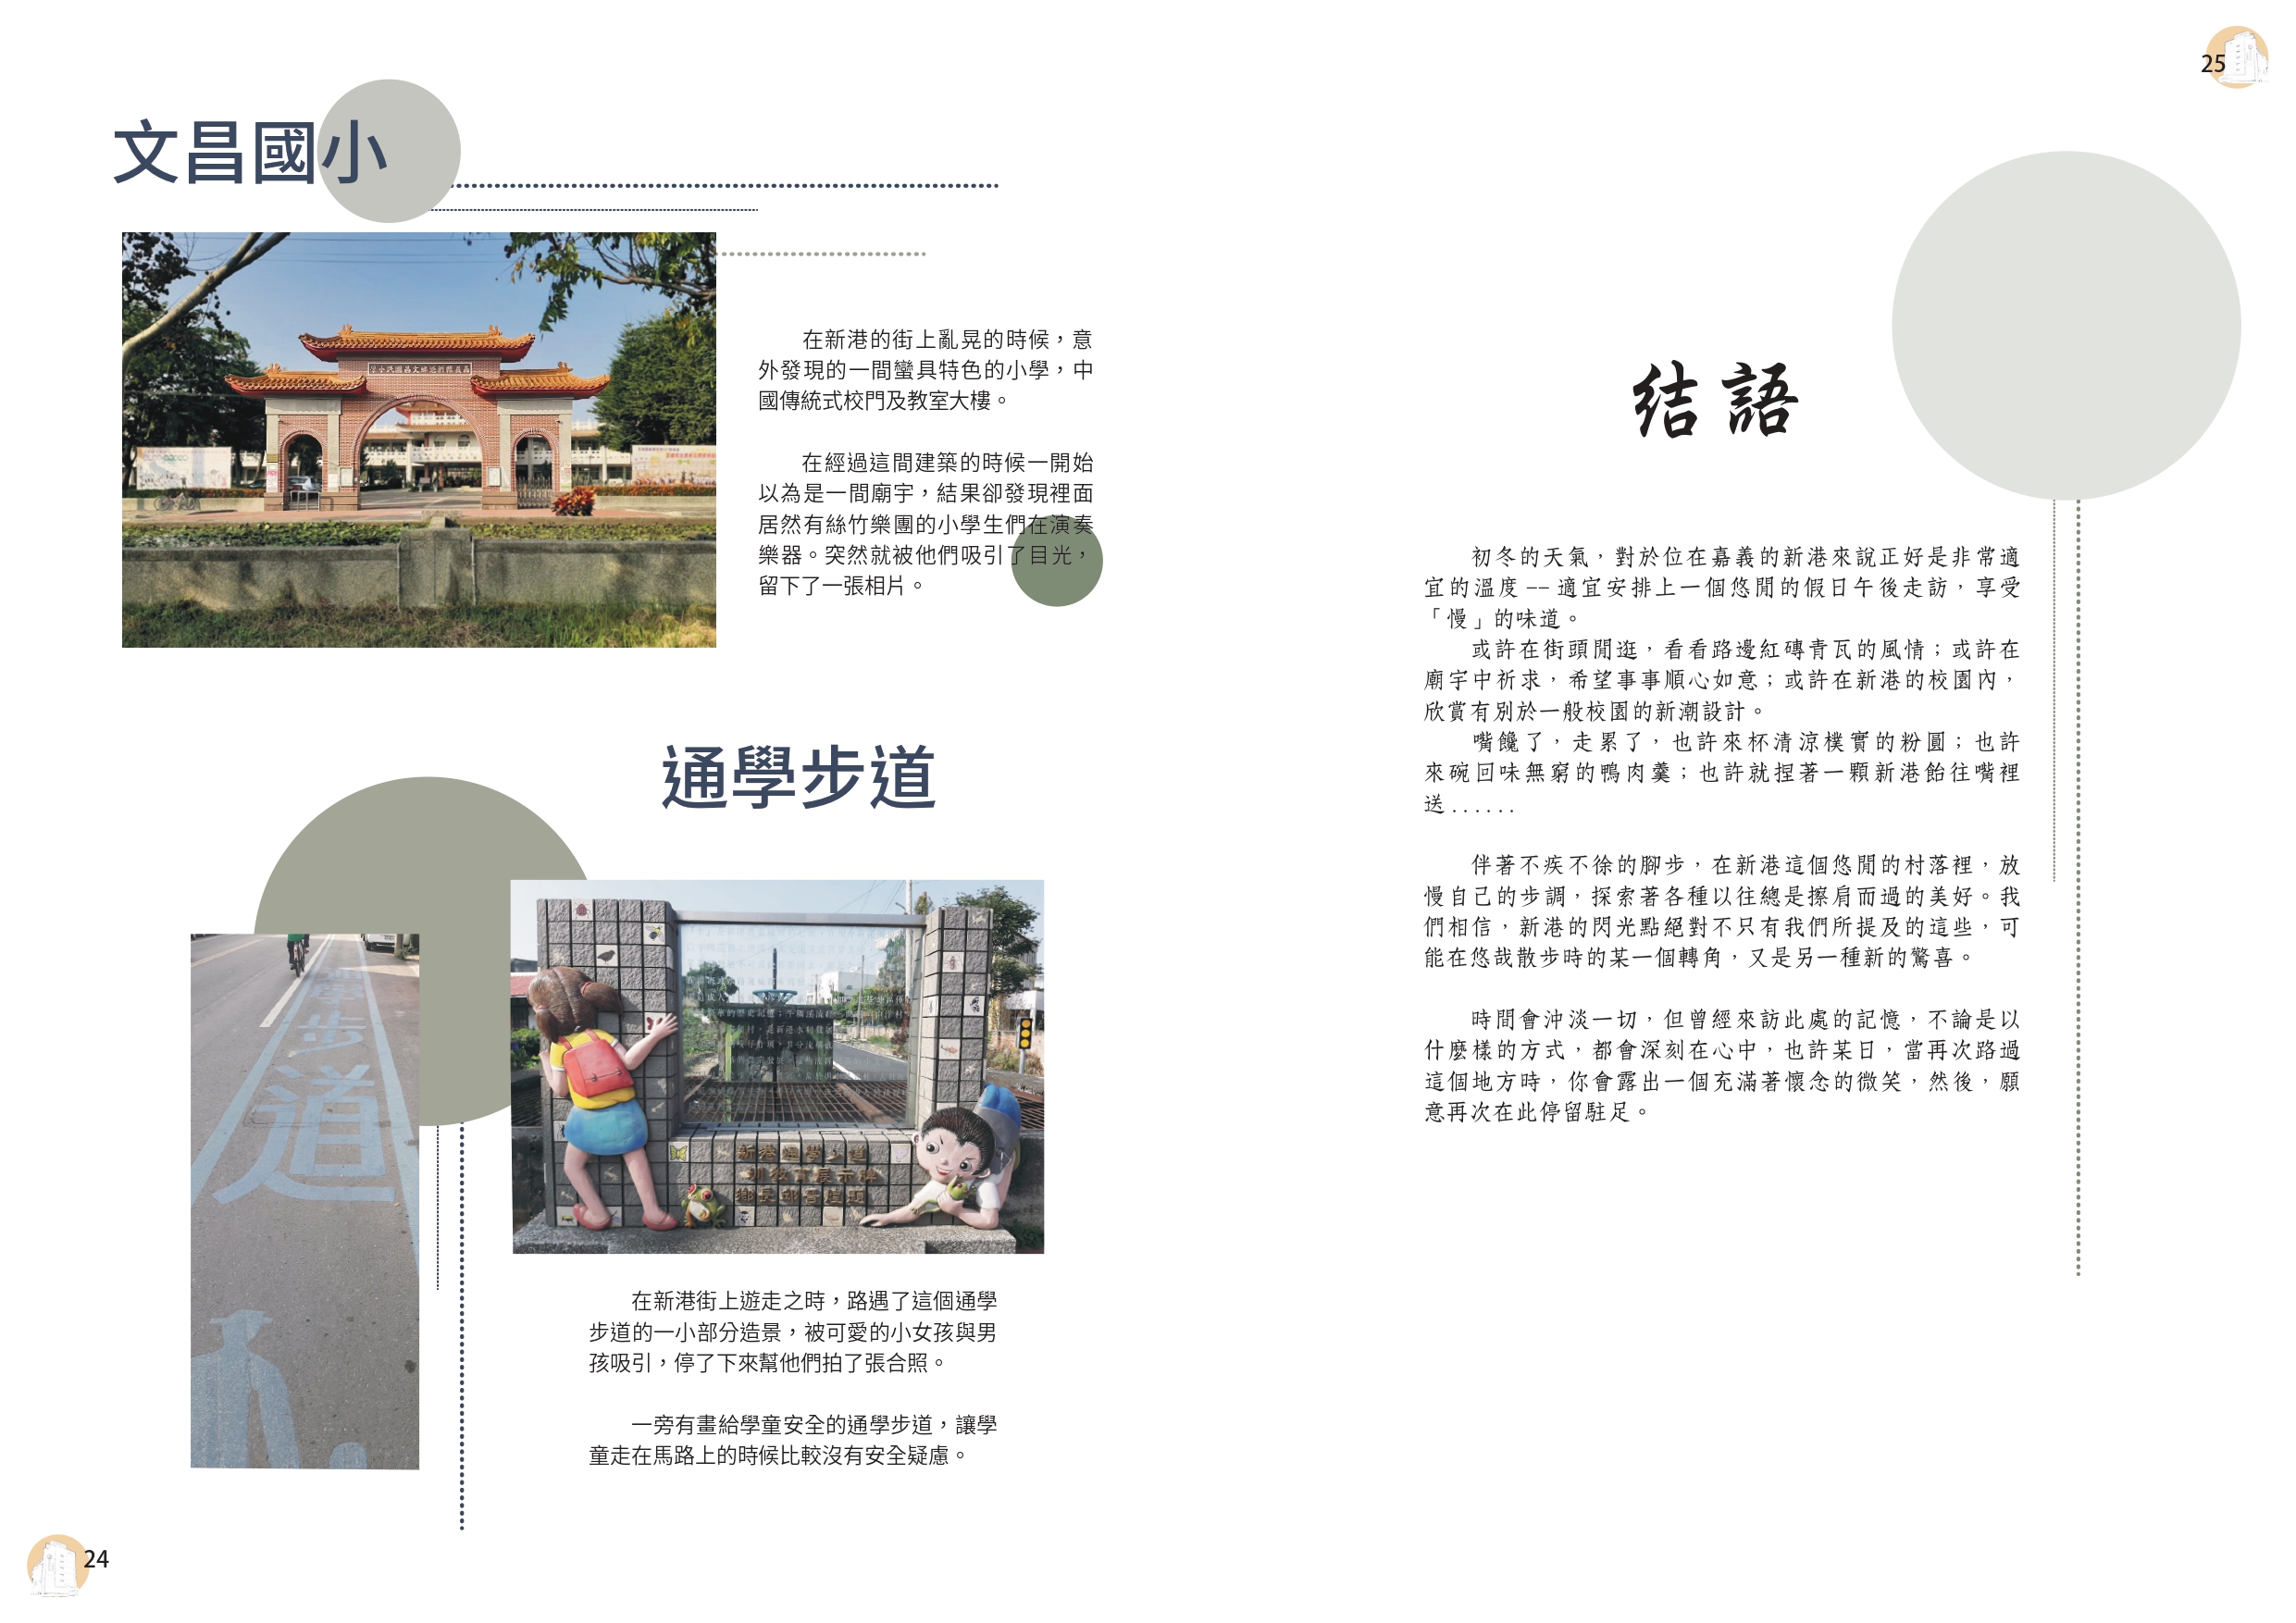 文昌國小
在新港的街上亂晃的時候，意
外發現的一間蠻具特色的小學，中
國傳統式校門及教室大樓。
在經過這間建築的時候一開始
以為是一間廟宇，結果卻發現裡面
居然有絲竹樂團的小學生們在演奏
樂器。突然就被他們吸引了目光，
留下了一張相片。
通學步道
學
步
道
新港通學步道
在新港街上遊走之時，路遇了這個通學
步道的一小部分造景，被可愛的小女孩與男
孩吸引，停了下來幫他們拍了張合照。
一旁有畫給學童安全的通學步道，讓學
童走在馬路上的時候比較沒有安全疑慮。
24
25
結語
初冬的天氣，對於位在嘉義的新港來說正好是非常適
宜的溫度 –– 適宜安排上一個悠閒的假日午後走訪，享受
「慢」的味道。
或許在街頭閒逛，看看路邊紅磚青瓦的風情；或許在
廟宇中祈求，希望事事順心如意；或許在新港的校園內，
欣賞有別於一般校園的新潮設計。
嘴饞了，走累了，也許來杯清涼樸實的粉圓；也許
來碗回味無窮的鴨肉羹；也許就捏著一顆新港飴往嘴裡
送......
伴著不疾不徐的腳步，在新港這個悠閒的村落裡，放
慢自己的步調，探索著各種以往總是擦肩而過的美好。我
們相信，新港的閃光點絕對不只有我們所提及的這些，可
能在悠哉散步時的某一個轉角，又是另一種新的驚喜。
時間會沖淡一切，但曾經來訪此處的記憶，不論是以
什麼樣的方式，都會深刻在心中，也許某日，當再次路過
這個地方時，你會露出一個充滿著懷念的微笑，然後，願
意再次在此停留駐足。